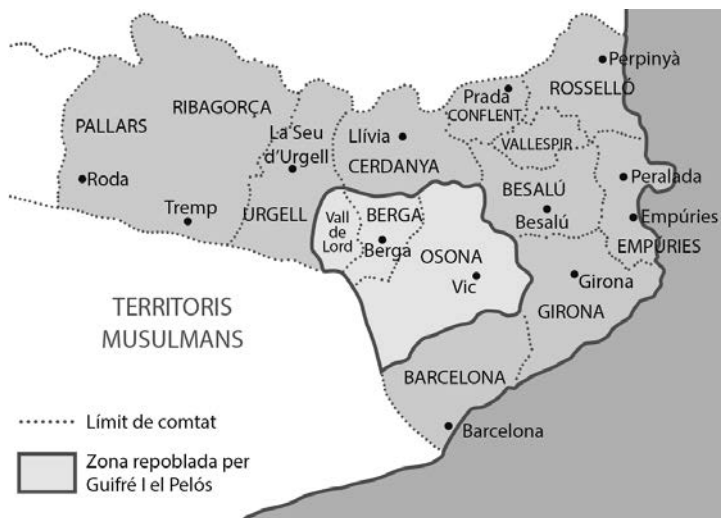 Perpinyà
ROSSELLÓ
Prada
CONFLENT
RIBAGORÇA
PALLARS
La Seu
d'Urgell
Llívia
VALLESPIR
CERDANYA
Roda
Peralada
BESALÚ
Besalú
Tremp
URGELL
Vall
de
Lord
BERGA
Berga
Empúries
EMPÚRIES
OSONA
Vic
Girona
GIRONA
TERRITORIS
MUSULMANS
BARCELONA
Barcelona
Límit de comtat
Zona repoblada per
Guifré I el Pelós